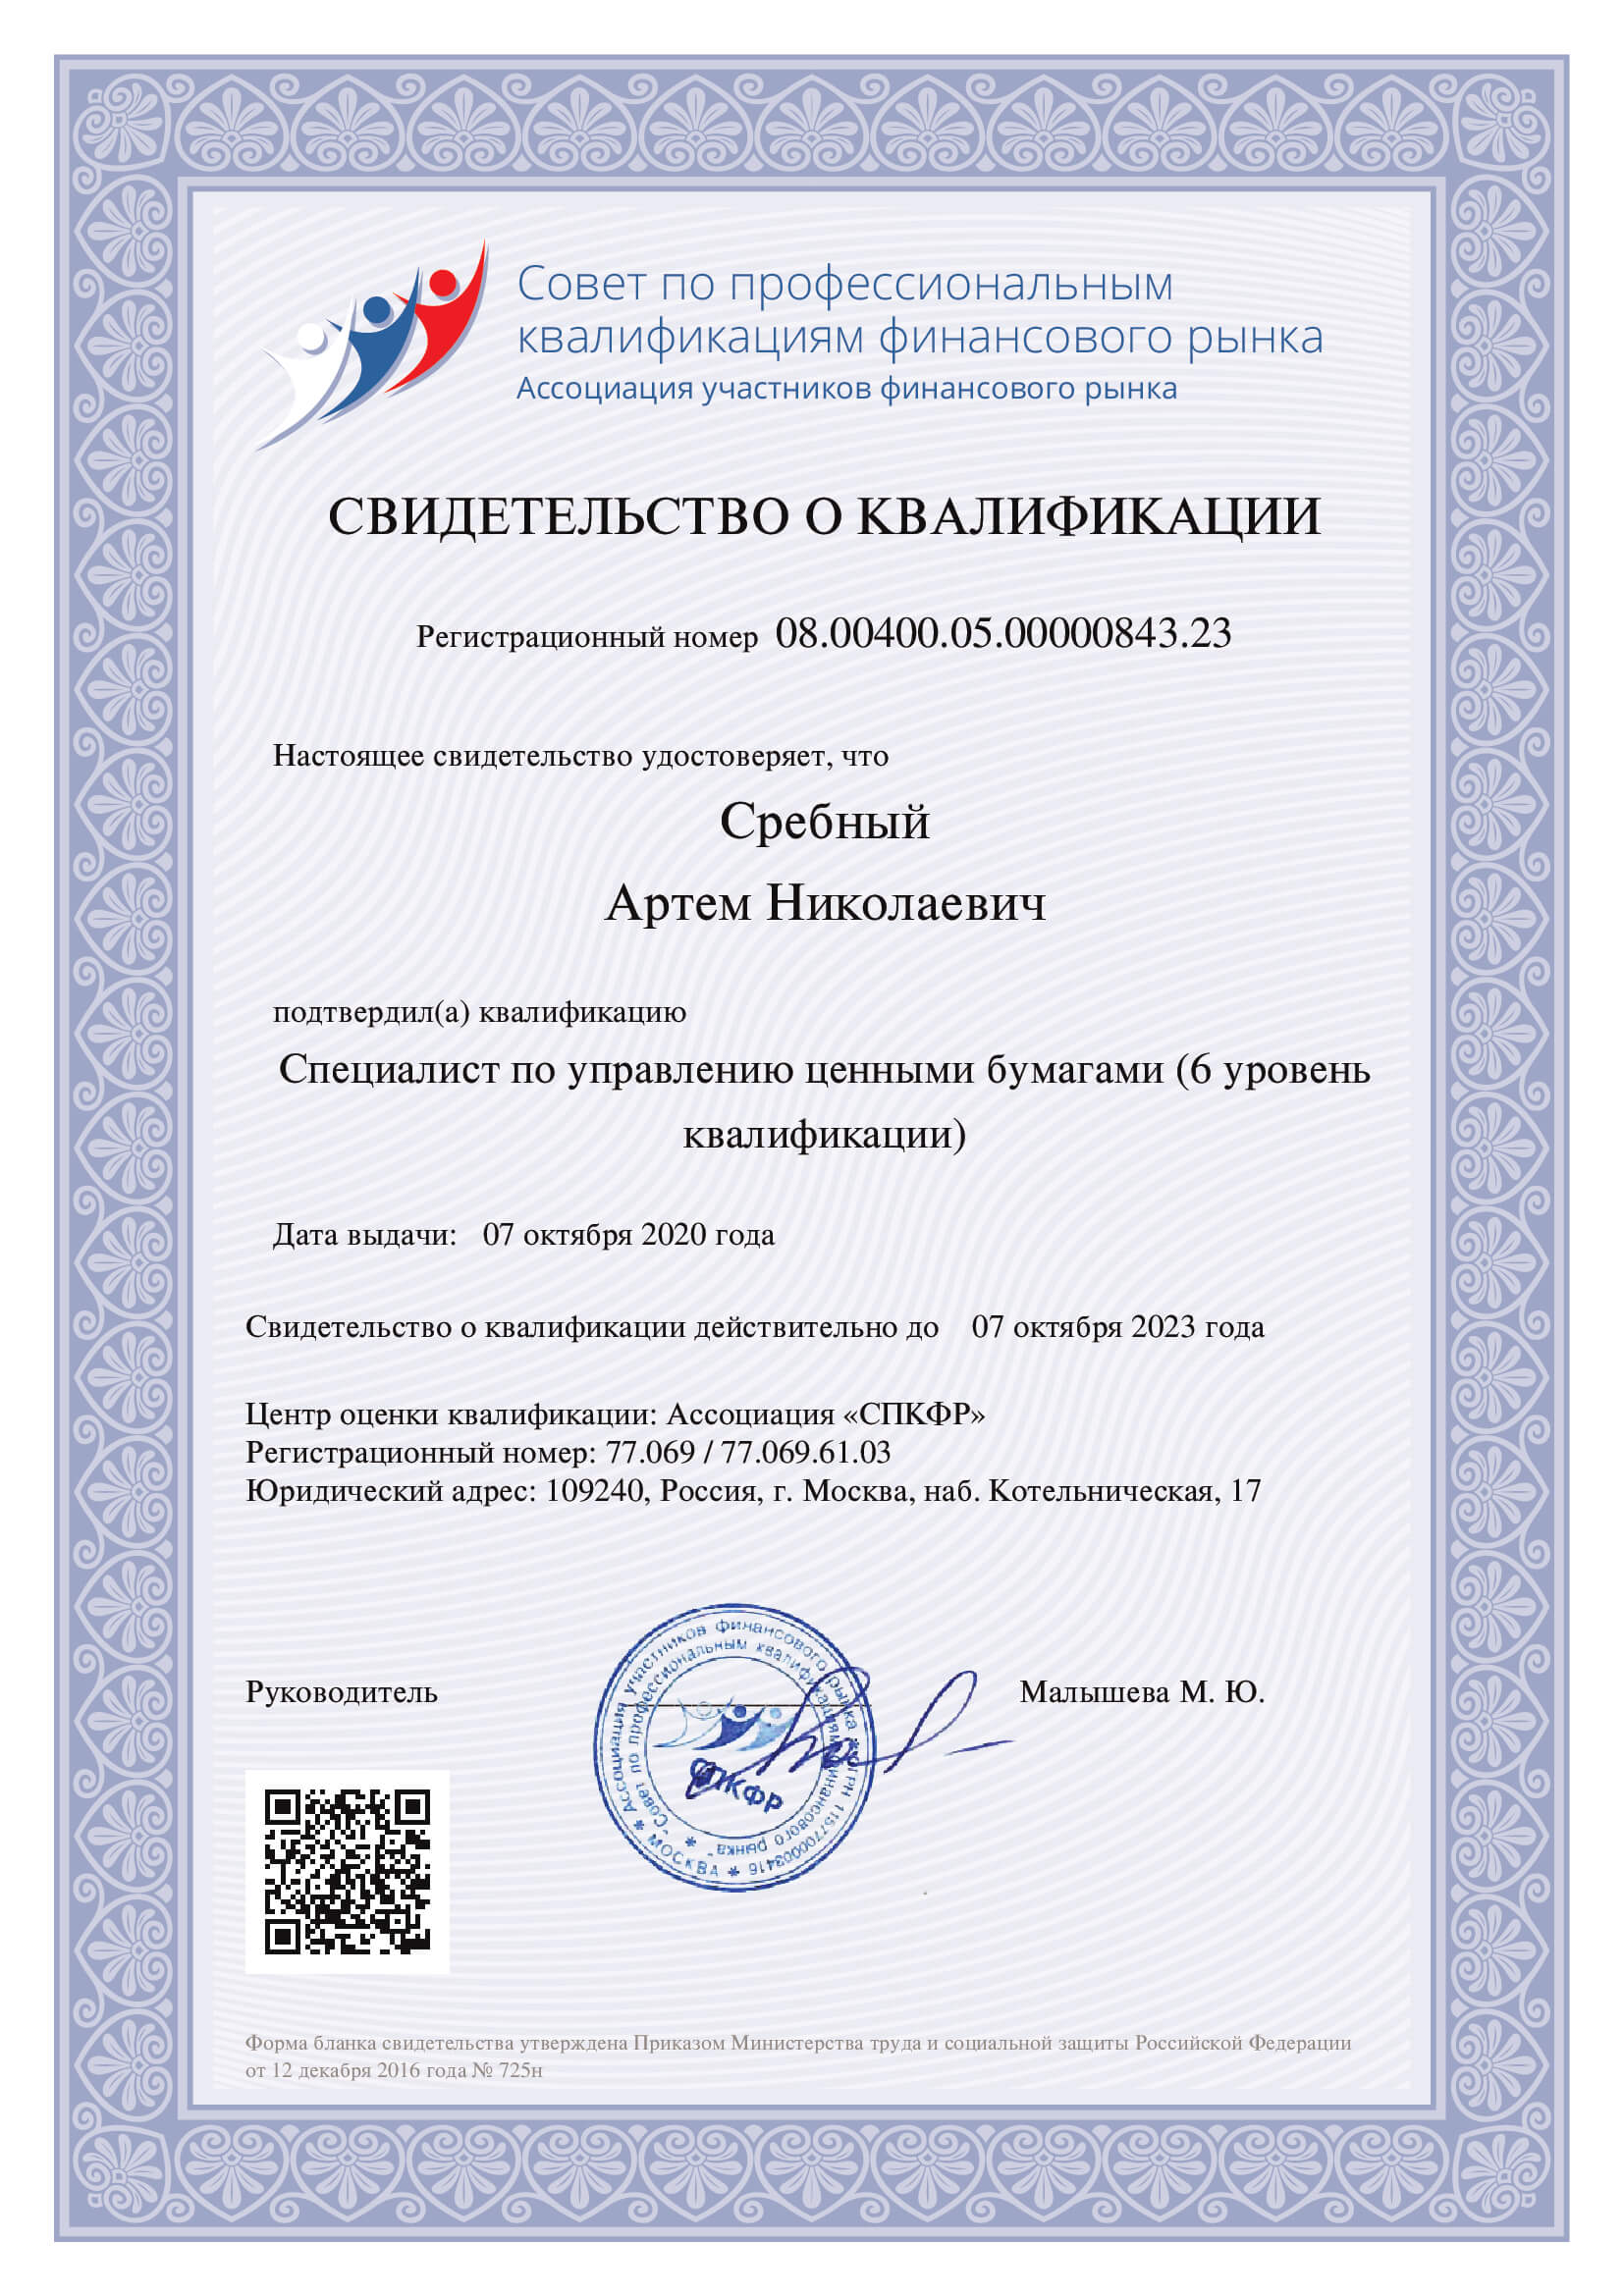 Совет по профессиональным
квалификациям финансового рынка
Ассоциация участников финансового рынка
СВИДЕТЕЛЬСТВО О КВАЛИФИКАЦИИ
Регистрационный номер 08.00400.05.00000843.23
Настоящее свидетельство удостоверяет, что
Сребный
Артем Николаевич
подтвердил(а) квалификацию
Специалист по управлению ценными бумагами (6 уровень
квалификации)
Дата выдачи: 07 октября 2020 года
Свидетельство о квалификации действительно до 07 октября 2023 года
Центр оценки квалификации: Ассоциация «СПКФР»
Регистрационный номер: 77.069 / 77.069.61.03
Юридический адрес: 109240, Россия, г. Москва, наб. Котельническая, 17
Ассоциация участников финансового рынка
"Совет по профессиональным квалификациям финансового рынка"
ОГРН 1157700003416
МОСКВА
СПКФР
Руководитель Малышева М. Ю.
Форма бланка свидетельства утверждена Приказом Министерства труда и социальной защиты Российской Федерации
от 12 декабря 2016 года № 725н